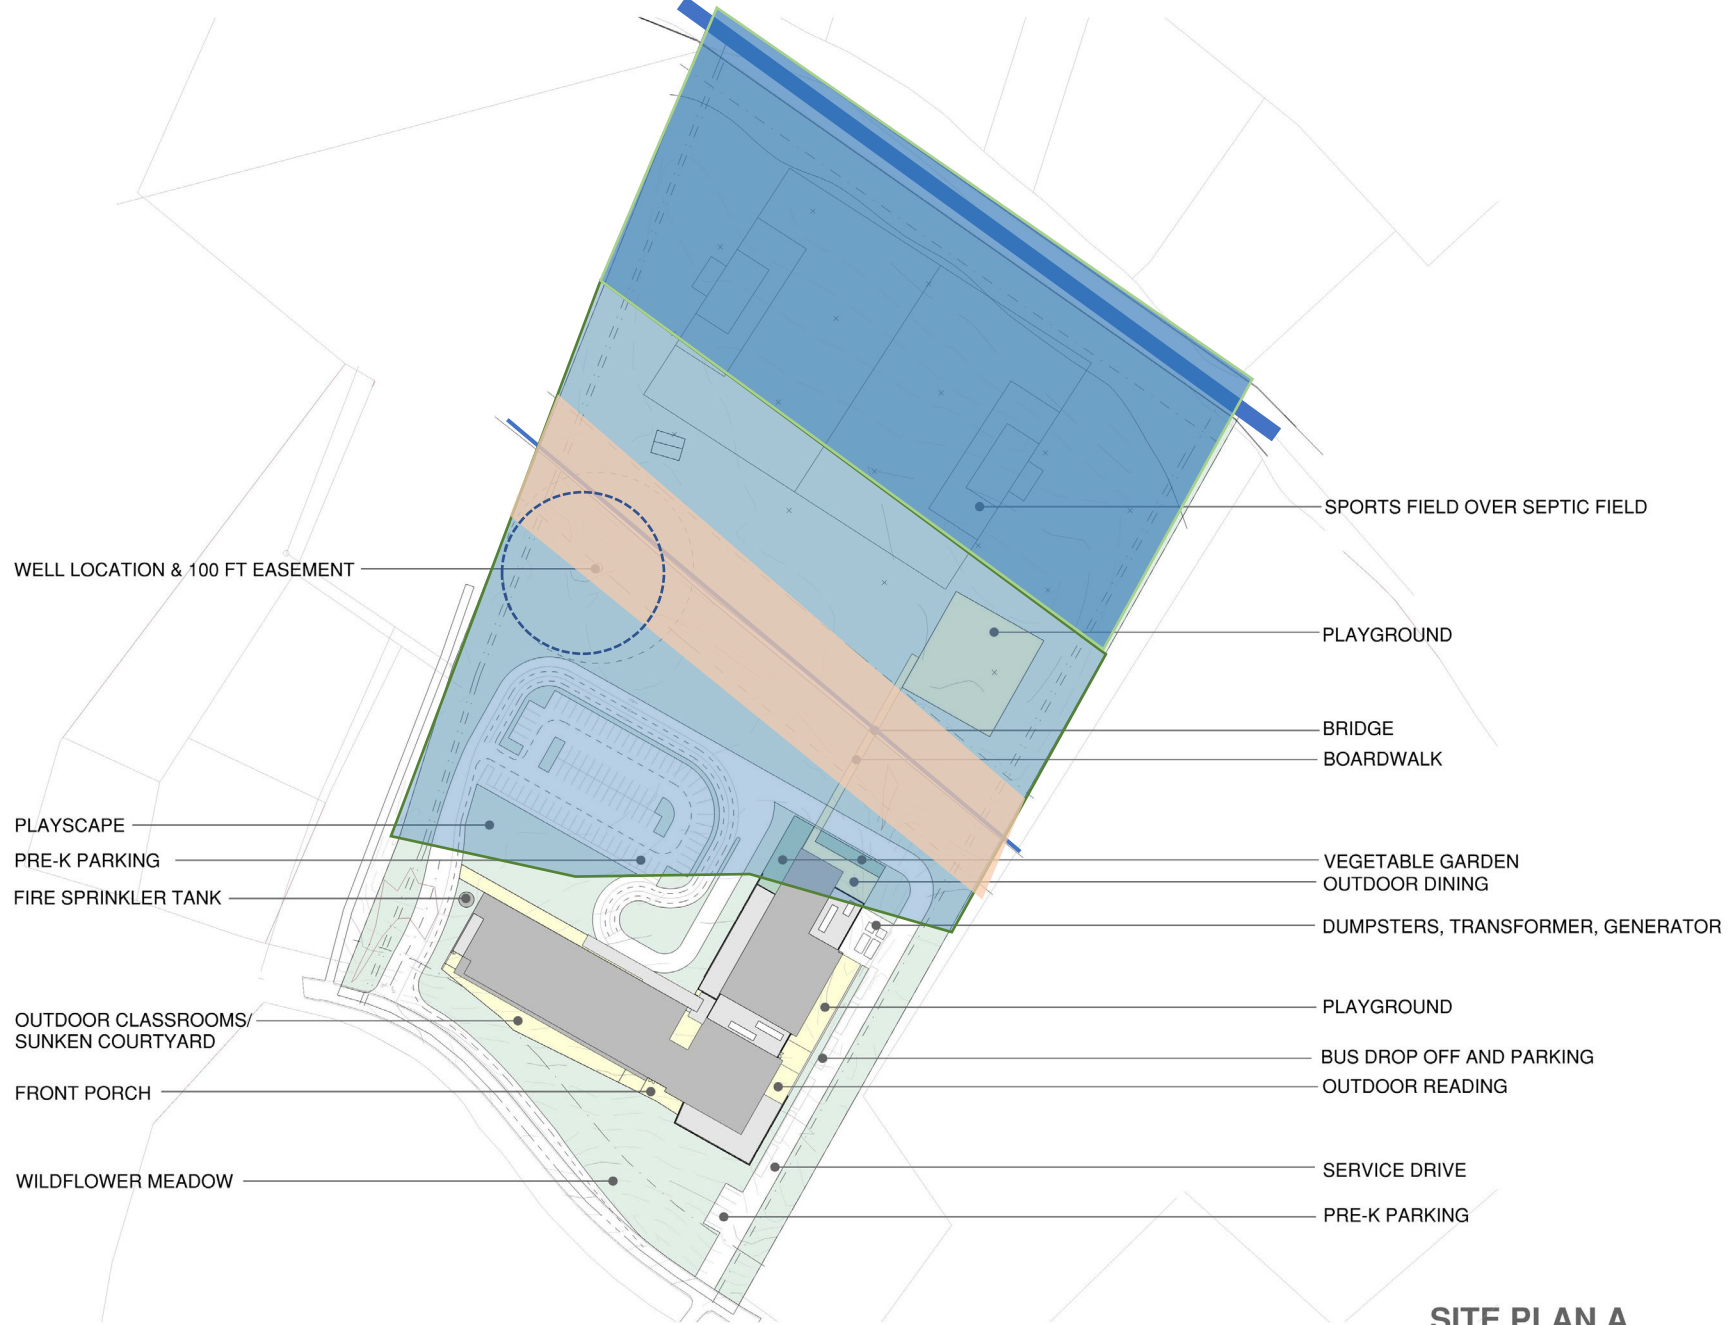 SPORTS FIELD OVER SEPTIC FIELD
WELL LOCATION & 100 FT EASEMENT
PLAYGROUND
BRIDGE
BOARDWALK
PLAYSCAPE
PRE-K PARKING
FIRE SPRINKLER TANK
VEGETABLE GARDEN
OUTDOOR DINING
DUMPSTERS, TRANSFORMER, GENERATOR
PLAYGROUND
OUTDOOR CLASSROOMS/
SUNKEN COURTYARD
BUS DROP OFF AND PARKING
OUTDOOR READING
FRONT PORCH
SERVICE DRIVE
WILDFLOWER MEADOW
PRE-K PARKING
SITE PLAN A